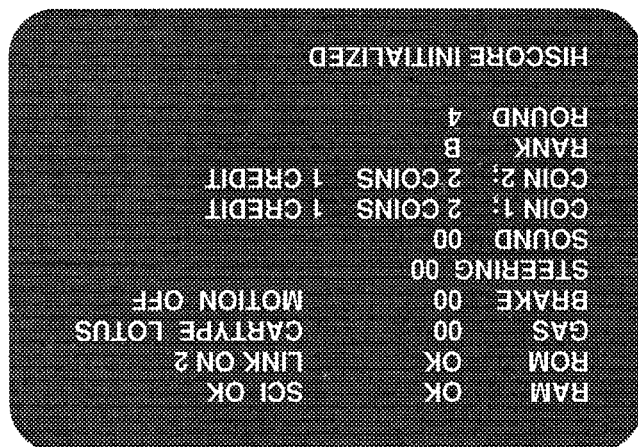 RAM OK SCI OK
ROM OK LINK ON 2
GAS 00 CARTYPE LOTUS
BRAKE 00 MOTION OFF
STEERING 00
SOUND 00
COIN 1; 2 COINS 1 CREDIT
COIN 2; 2 COINS 1 CREDIT
RANK B
ROUND 4
HISCORE INITIALIZED